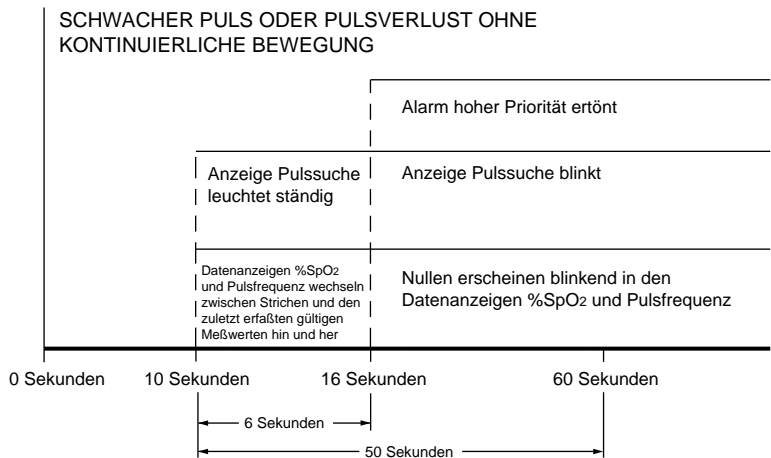 SCHWACHER PULS ODER PULSVERLUST OHNE
KONTINUIERLICHE BEWEGUNG
Alarm hoher Priorität ertönt
Anzeige Pulssuche
leuchtet ständig
Anzeige Pulssuche blinkt
Datenanzeigen %SpO2
und Pulsfrequenz wechseln
zwischen Strichen und den
zuletzt erfaßten gültigen
Meßwerten hin und her
Nullen erscheinen blinkend in den
Datenanzeigen %SpO2 und Pulsfrequenz
0 Sekunden
10 Sekunden
16 Sekunden
60 Sekunden
6 Sekunden
50 Sekunden